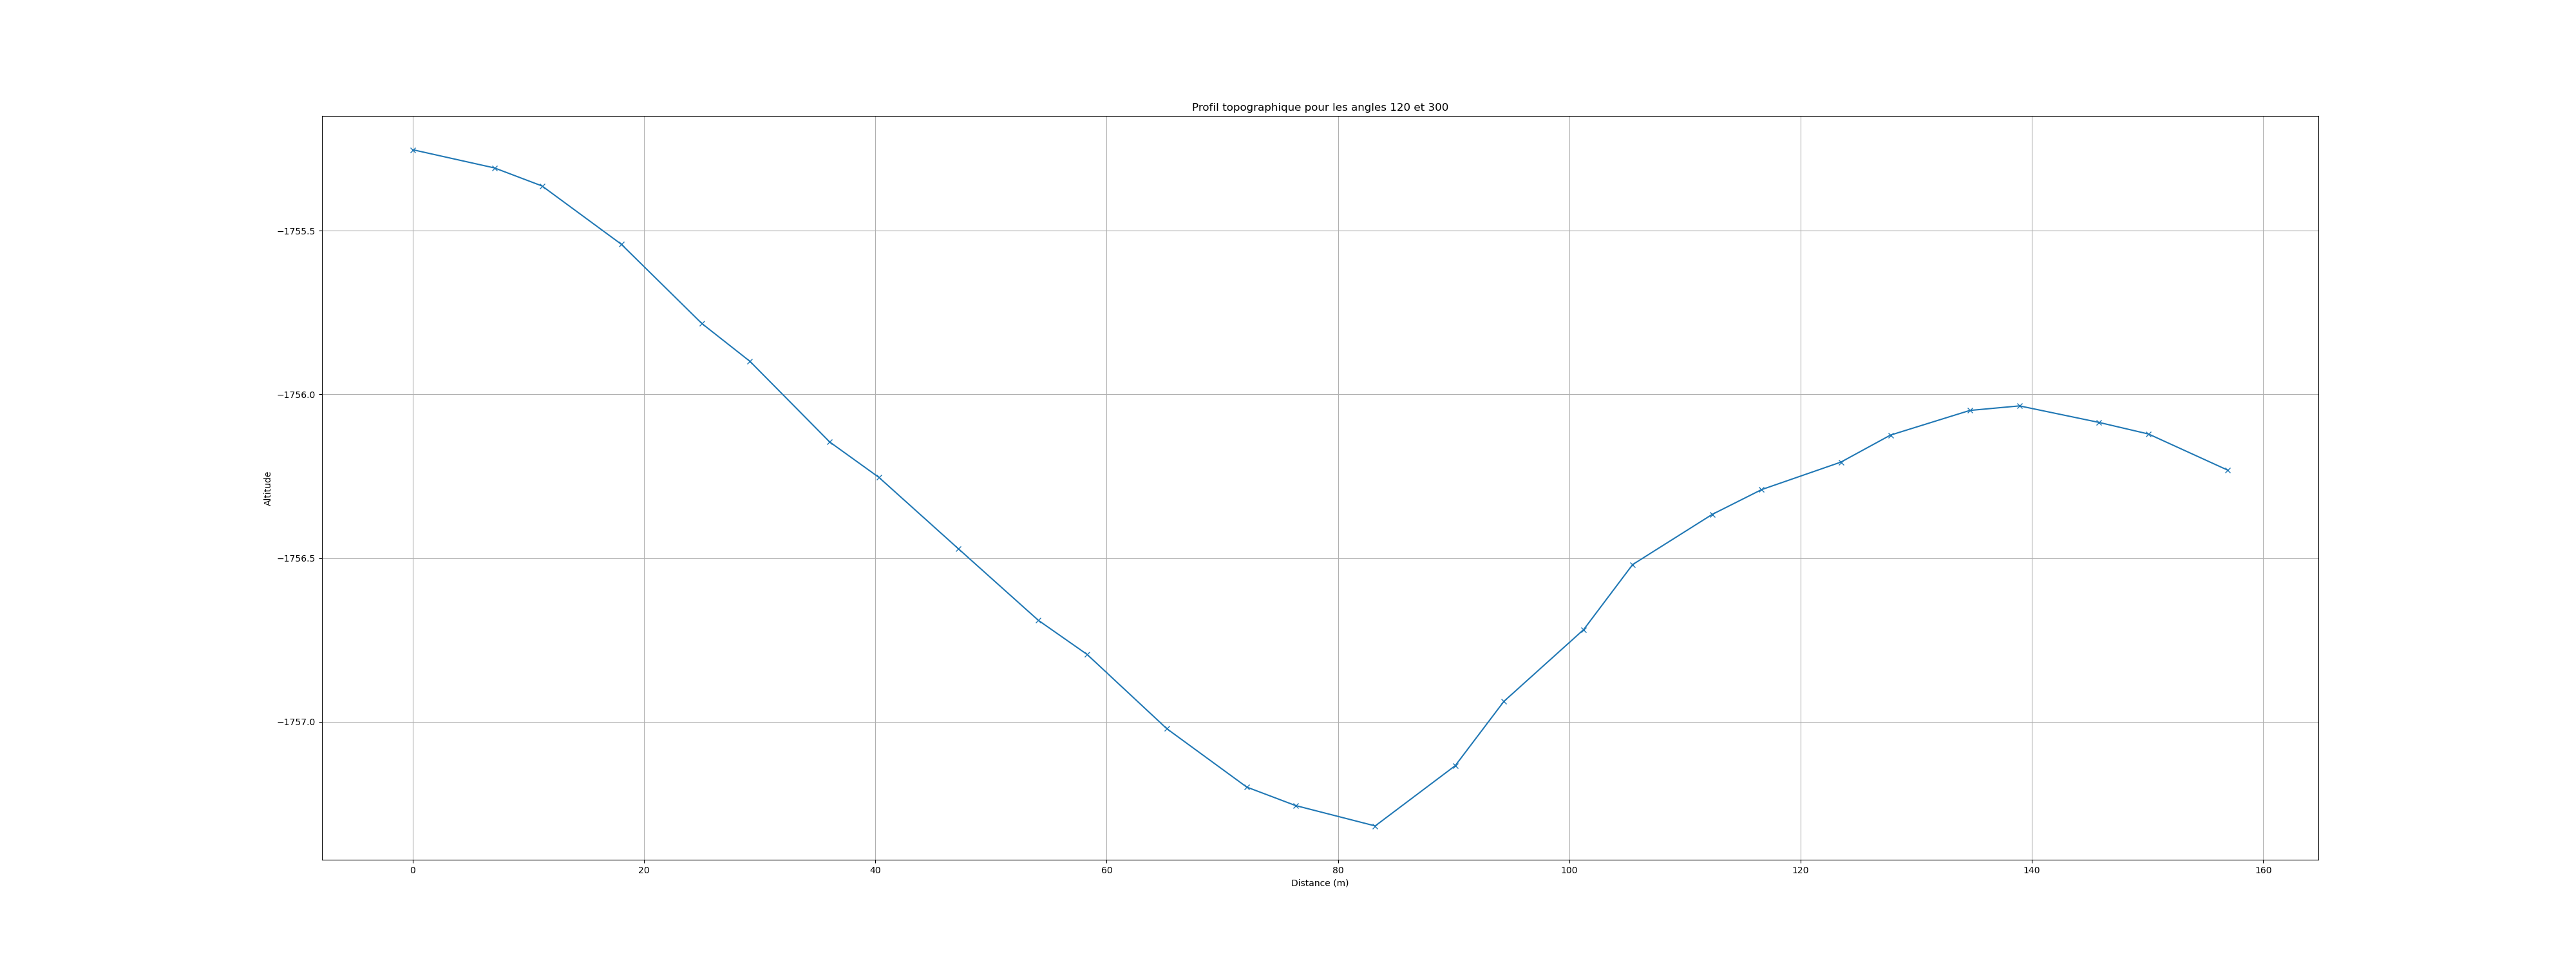 Profil topographique pour les angles 120 et 300
−1755.5
−1756.0
−1756.5
−1757.0
Altitude
0 20 40 60 80 100 120 140 160
Distance (m)